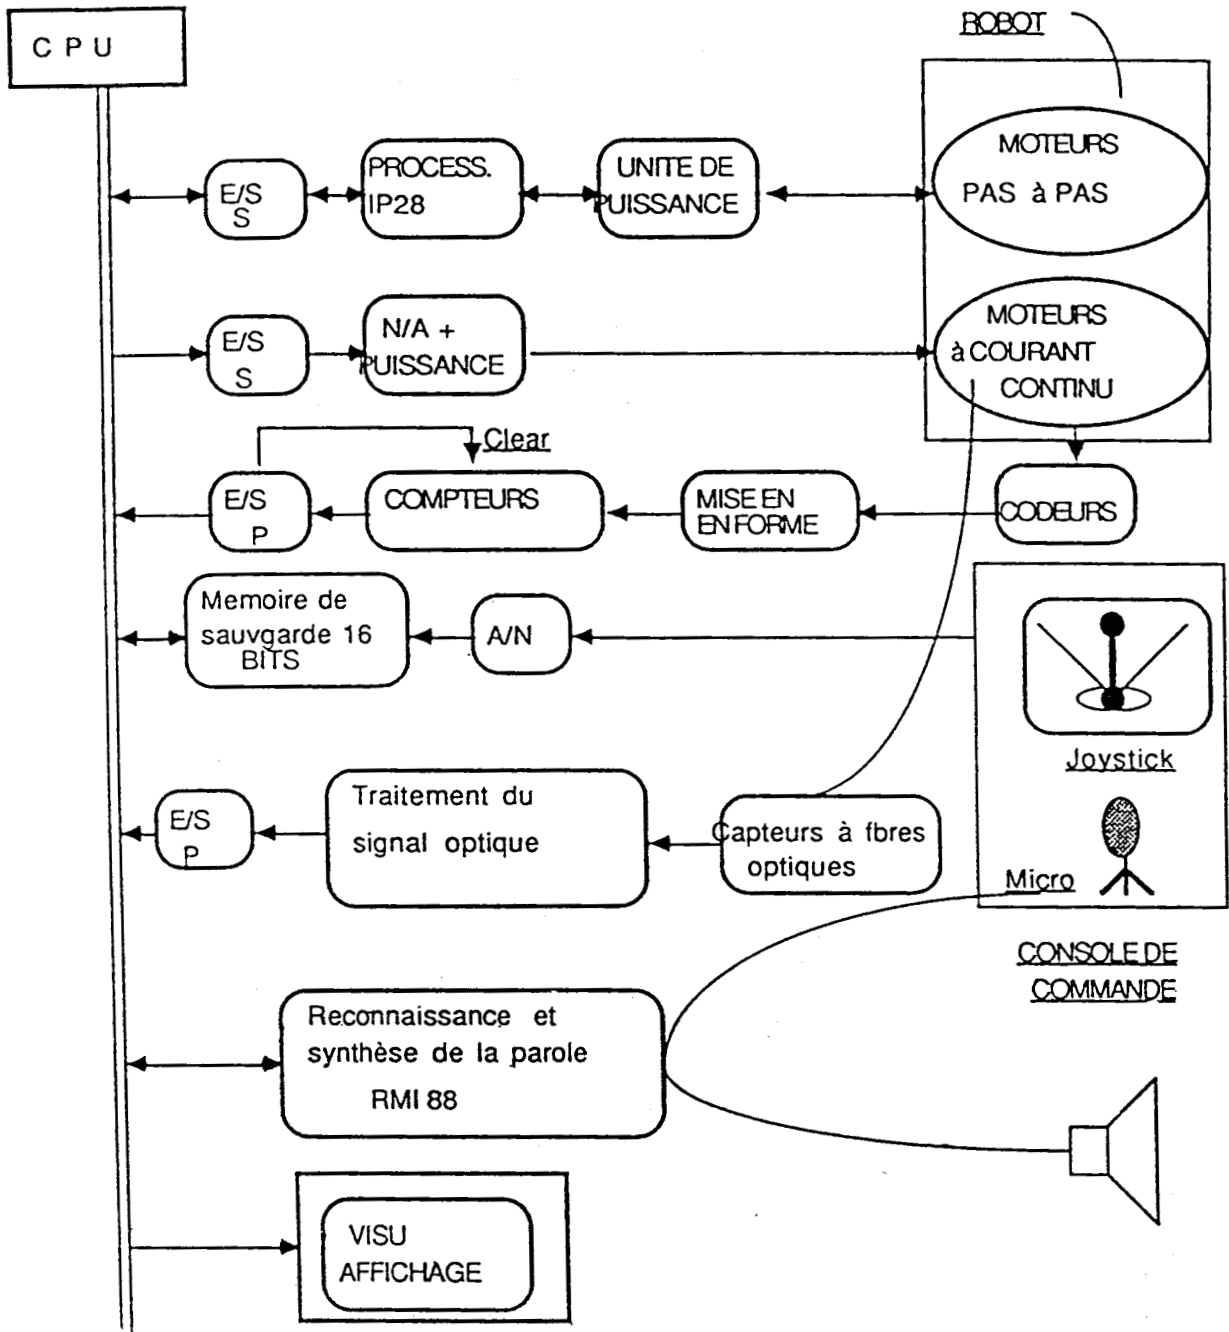 CPU
ROBOT
E/S
S
PROCESS.
IP28
UNITE DE
PUISSANCE
MOTEURS
PAS à PAS
E/S
S
N/A +
PUISSANCE
MOTEURS
à COURANT
CONTINU
Clear
E/S
P
COMPTEURS
MISE EN
EN FORME
CODEURS
Memoire de
sauvgarde 16
BITS
A/N
Joystick
E/S
P
Traitement du
signal optique
Capteurs à fbres
optiques
Micro
CONSOLE DE
COMMANDE
Reconnaissance et
synthèse de la parole
RMI 88
VISU
AFFICHAGE